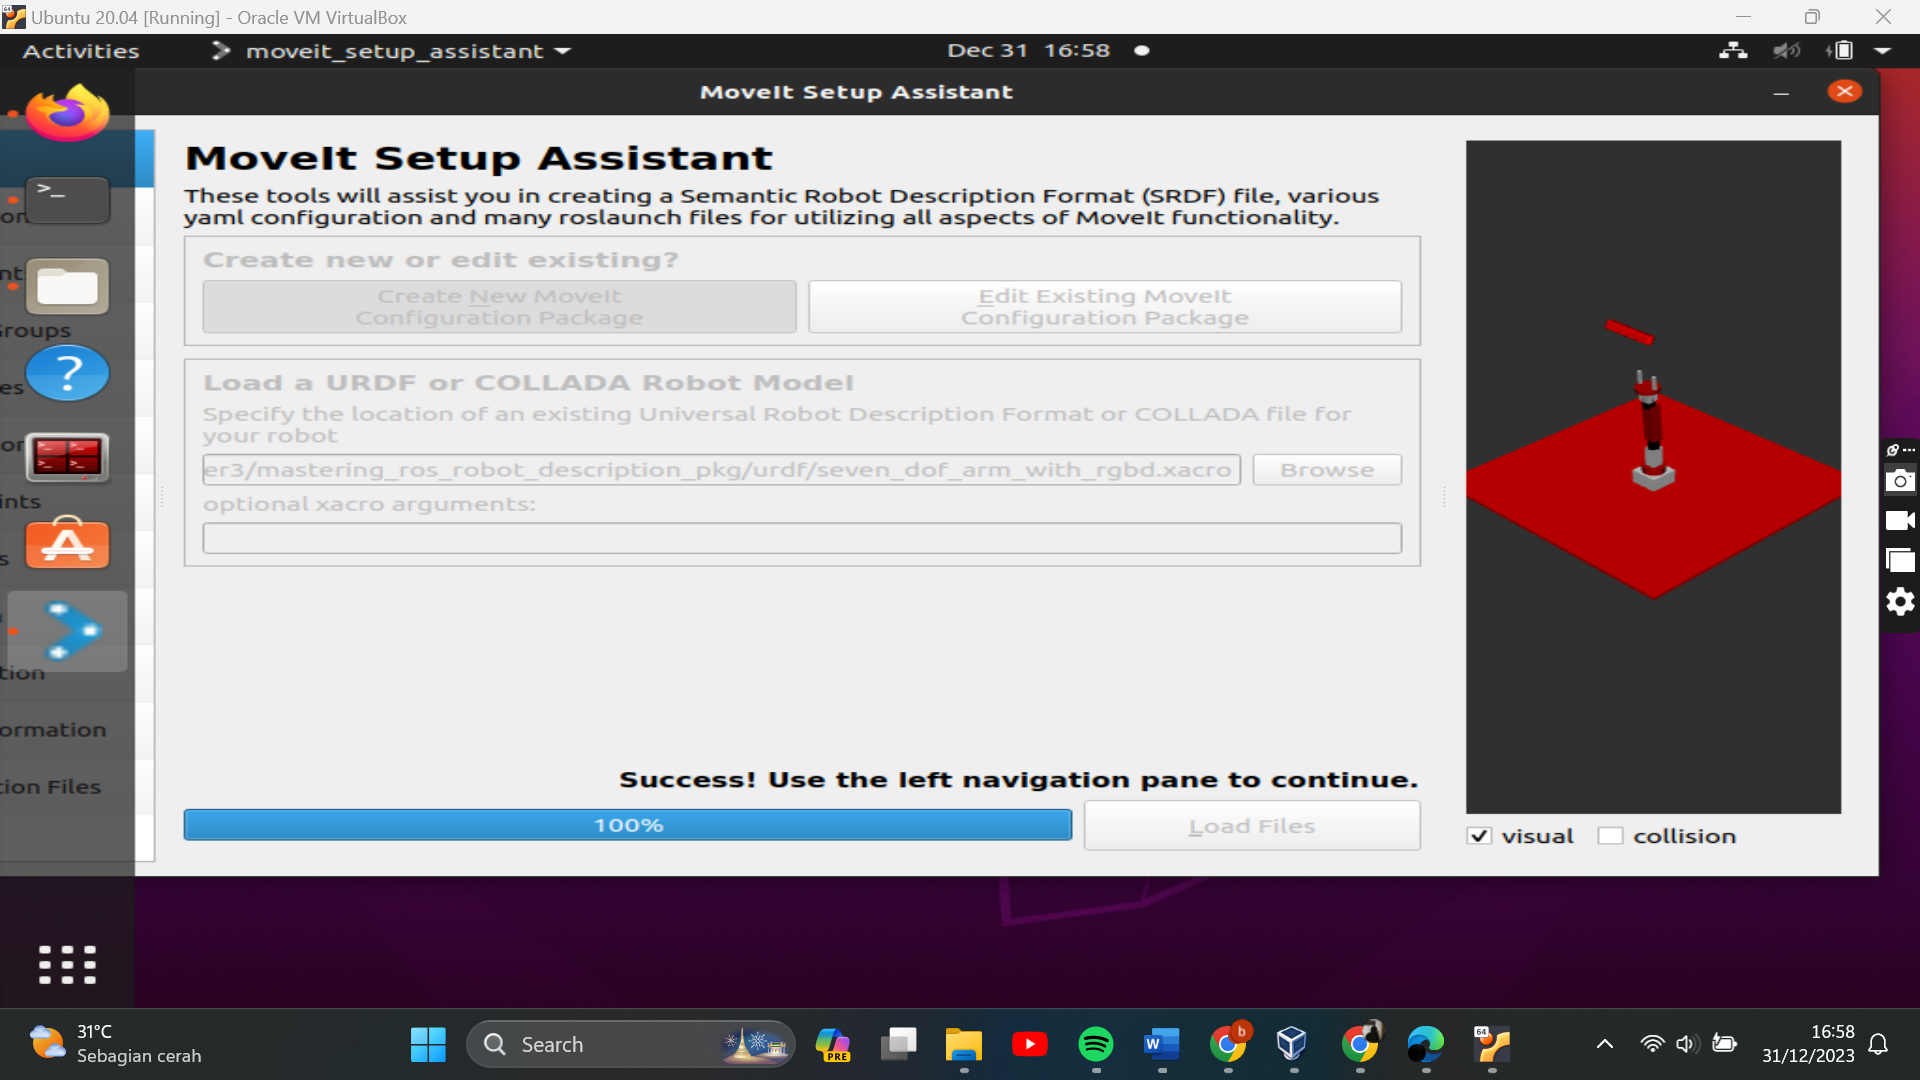 Ubuntu 20.04 [Running] - Oracle VM VirtualBox
Activities
moveit_setup_assistant
Dec 31 16:58
MoveIt Setup Assistant
MoveIt Setup Assistant
These tools will assist you in creating a Semantic Robot Description Format (SRDF) file, various
yaml configuration and many roslaunch files for utilizing all aspects of MoveIt functionality.
Create new or edit existing?
Create New MoveIt
Configuration Package
Edit Existing MoveIt
Configuration Package
Load a URDF or COLLADA Robot Model
Specify the location of an existing Universal Robot Description Format or COLLADA file for
your robot
er3/mastering_ros_robot_description_pkg/urdf/seven_dof_arm_with_rgbd.xacro
Browse
optional xacro arguments:
Success! Use the left navigation pane to continue.
100%
Load Files
visual
collision
on
nt
Groups
es
or
ints
s
tion
ormation
tion Files
31°C
Sebagian cerah
Search
PRE
W
b
64
16:58
31/12/2023